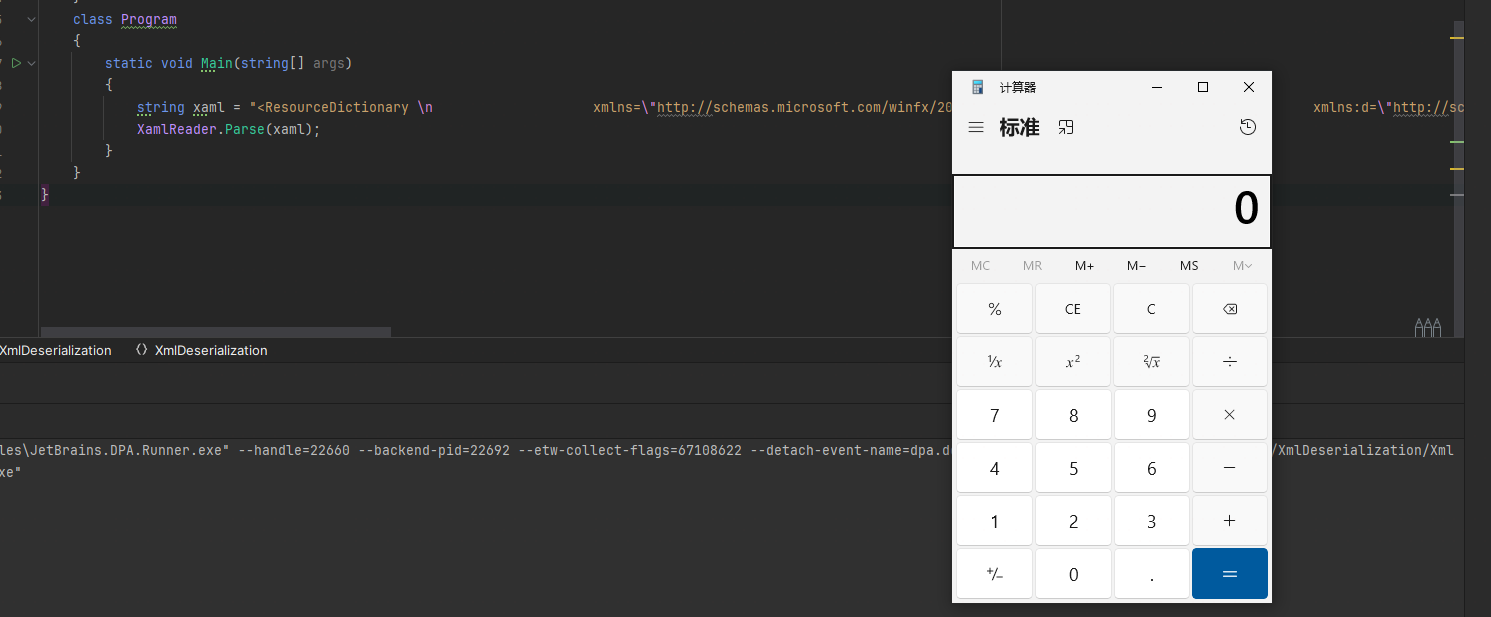 class Program
{
static void Main(string[] args)
{
string xaml = "<ResourceDictionary \n xmlns=\"http://schemas.microsoft.com/winfx/20 xmlns:d=\"http://sc
XamlReader.Parse(xaml);
}
}
}
XmlDeserialization XmlDeserialization
les\JetBrains.DPA.Runner.exe" --handle=22660 --backend-pid=22692 --etw-collect-flags=67108622 --detach-event-name=dpa.d /XmlDeserialization/Xml
xe"
计算器
标准
0
MC MR M+ M− MS M
% CE C
¹/x x² ²√x ÷
7 8 9 ×
4 5 6 −
1 2 3 +
+/− 0 . =